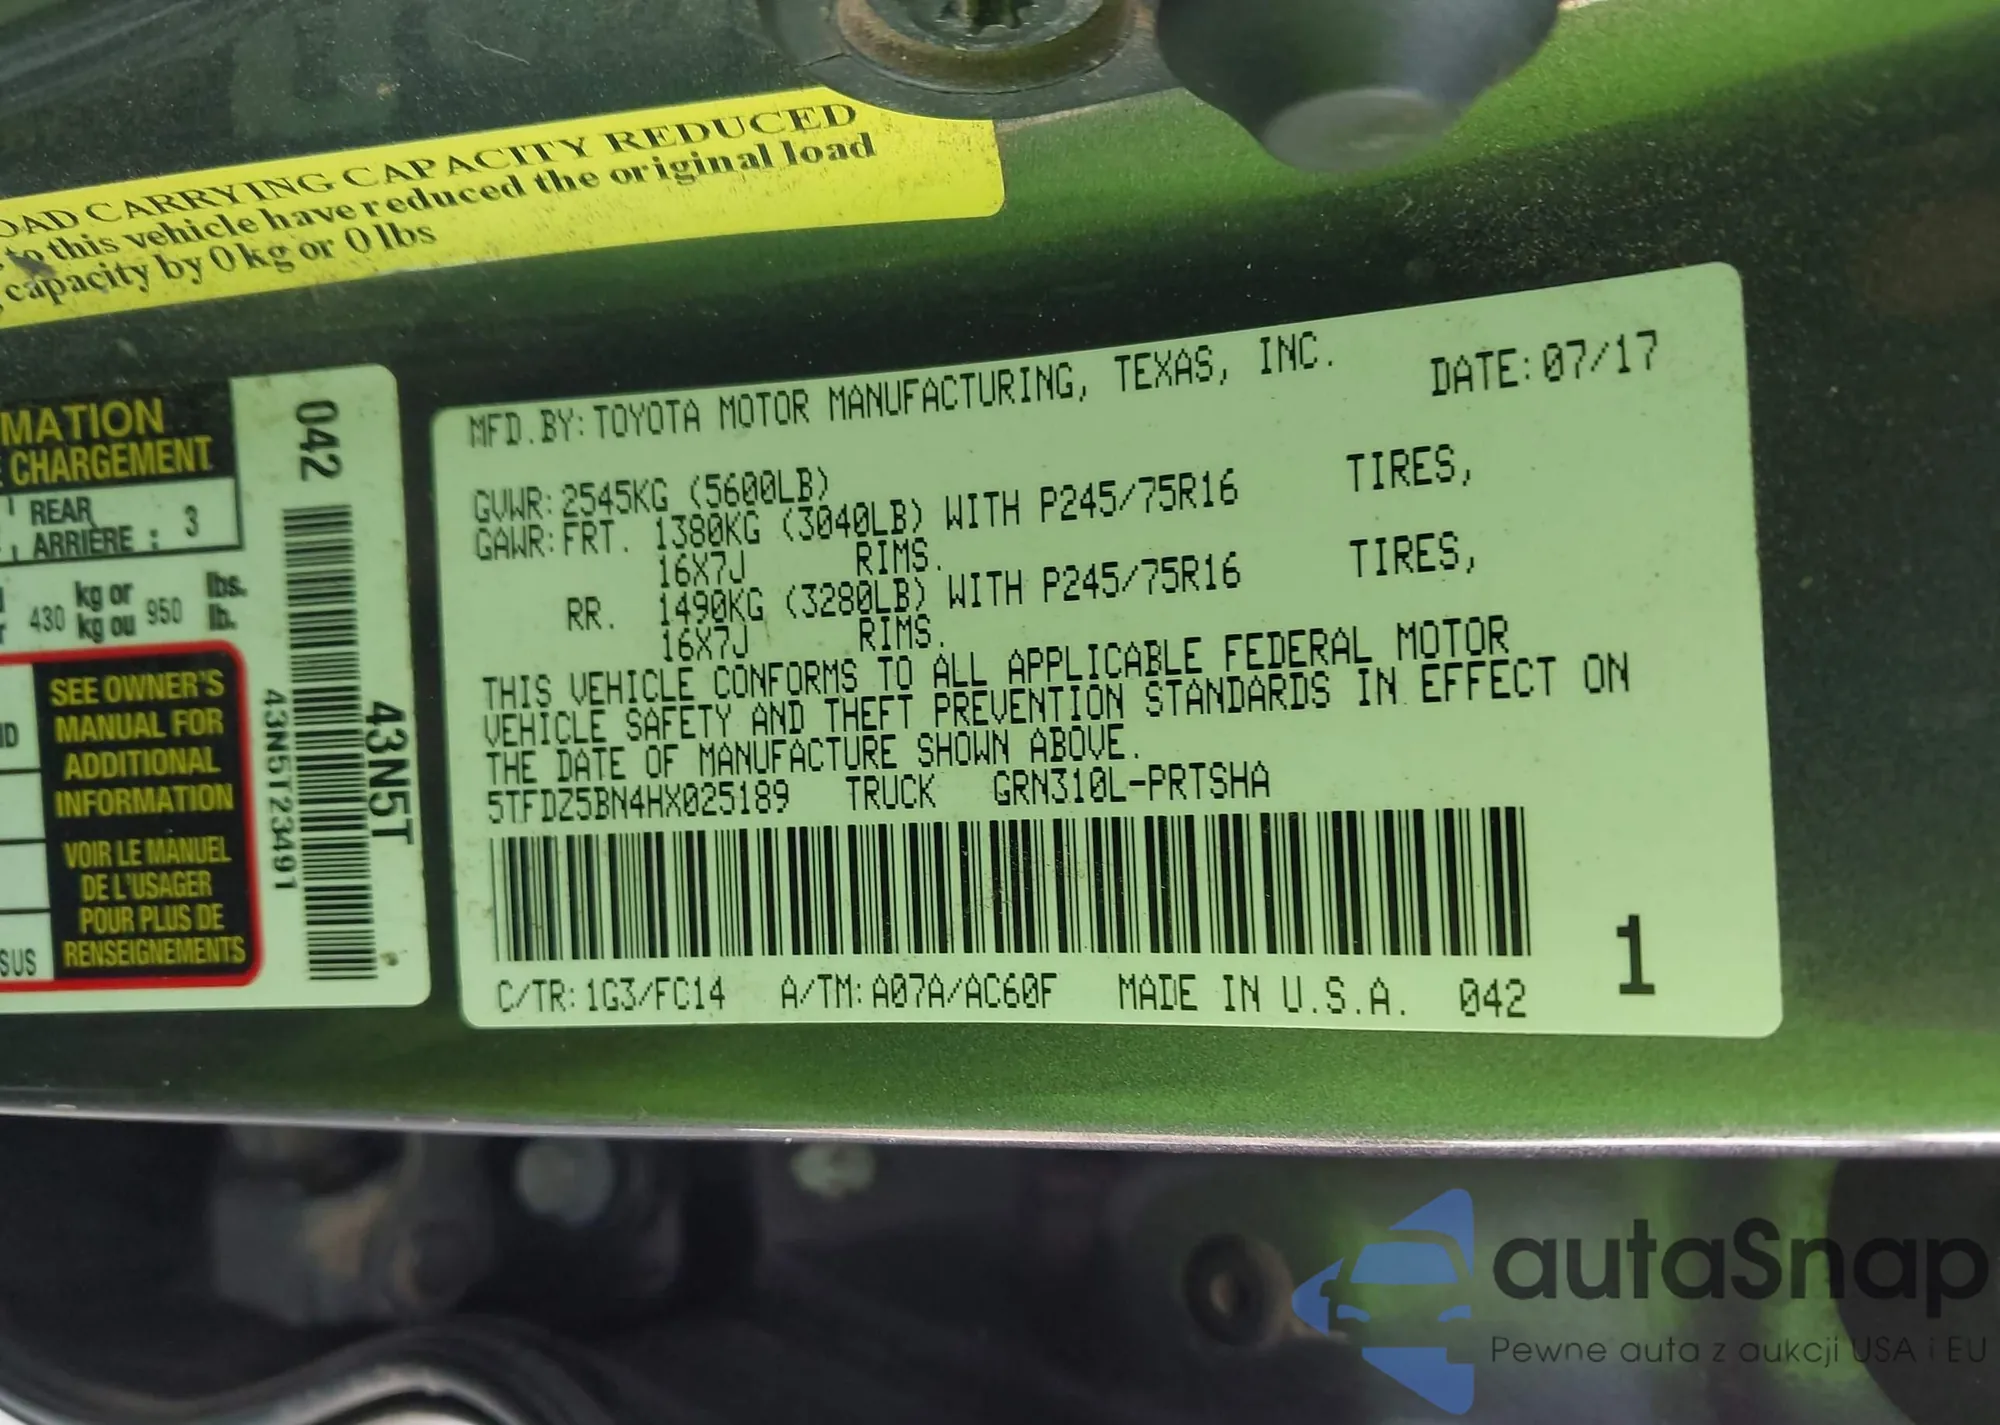 OAD CARRYING CAPACITY REDUCED
to this vehicle have reduced the original load
capacity by 0 kg or 0 lbs
MATION
CHARGEMENT
REAR
ARRIÈRE : 3
430 kg or 950 lbs.
kg ou lb.
SEE OWNER'S
MANUAL FOR
ADDITIONAL
INFORMATION
VOIR LE MANUEL
DE L'USAGER
POUR PLUS DE
RENSEIGNEMENTS
SUS
042
43N5T
43N5T23491
MFD.BY:TOYOTA MOTOR MANUFACTURING, TEXAS, INC. DATE:07/17
GVWR:2545KG (5600LB)
GAWR:FRT. 1380KG (3040LB) WITH P245/75R16 TIRES,
16X7J RIMS.
RR. 1490KG (3280LB) WITH P245/75R16 TIRES,
16X7J RIMS.
THIS VEHICLE CONFORMS TO ALL APPLICABLE FEDERAL MOTOR
VEHICLE SAFETY AND THEFT PREVENTION STANDARDS IN EFFECT ON
THE DATE OF MANUFACTURE SHOWN ABOVE.
5TFDZ5BN4HX025189 TRUCK GRN310L-PRTSHA
C/TR:1G3/FC14 A/TM:A07A/AC60F MADE IN U.S.A. 042 1
autaSnap
Pewne auta z aukcji USA i EU